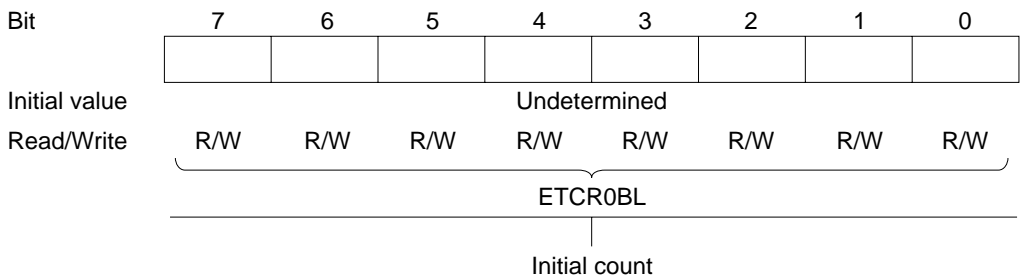 Bit 7 6 5 4 3 2 1 0
Initial value Undetermined
Read/Write R/W R/W R/W R/W R/W R/W R/W R/W
ETCR0BL
Initial count